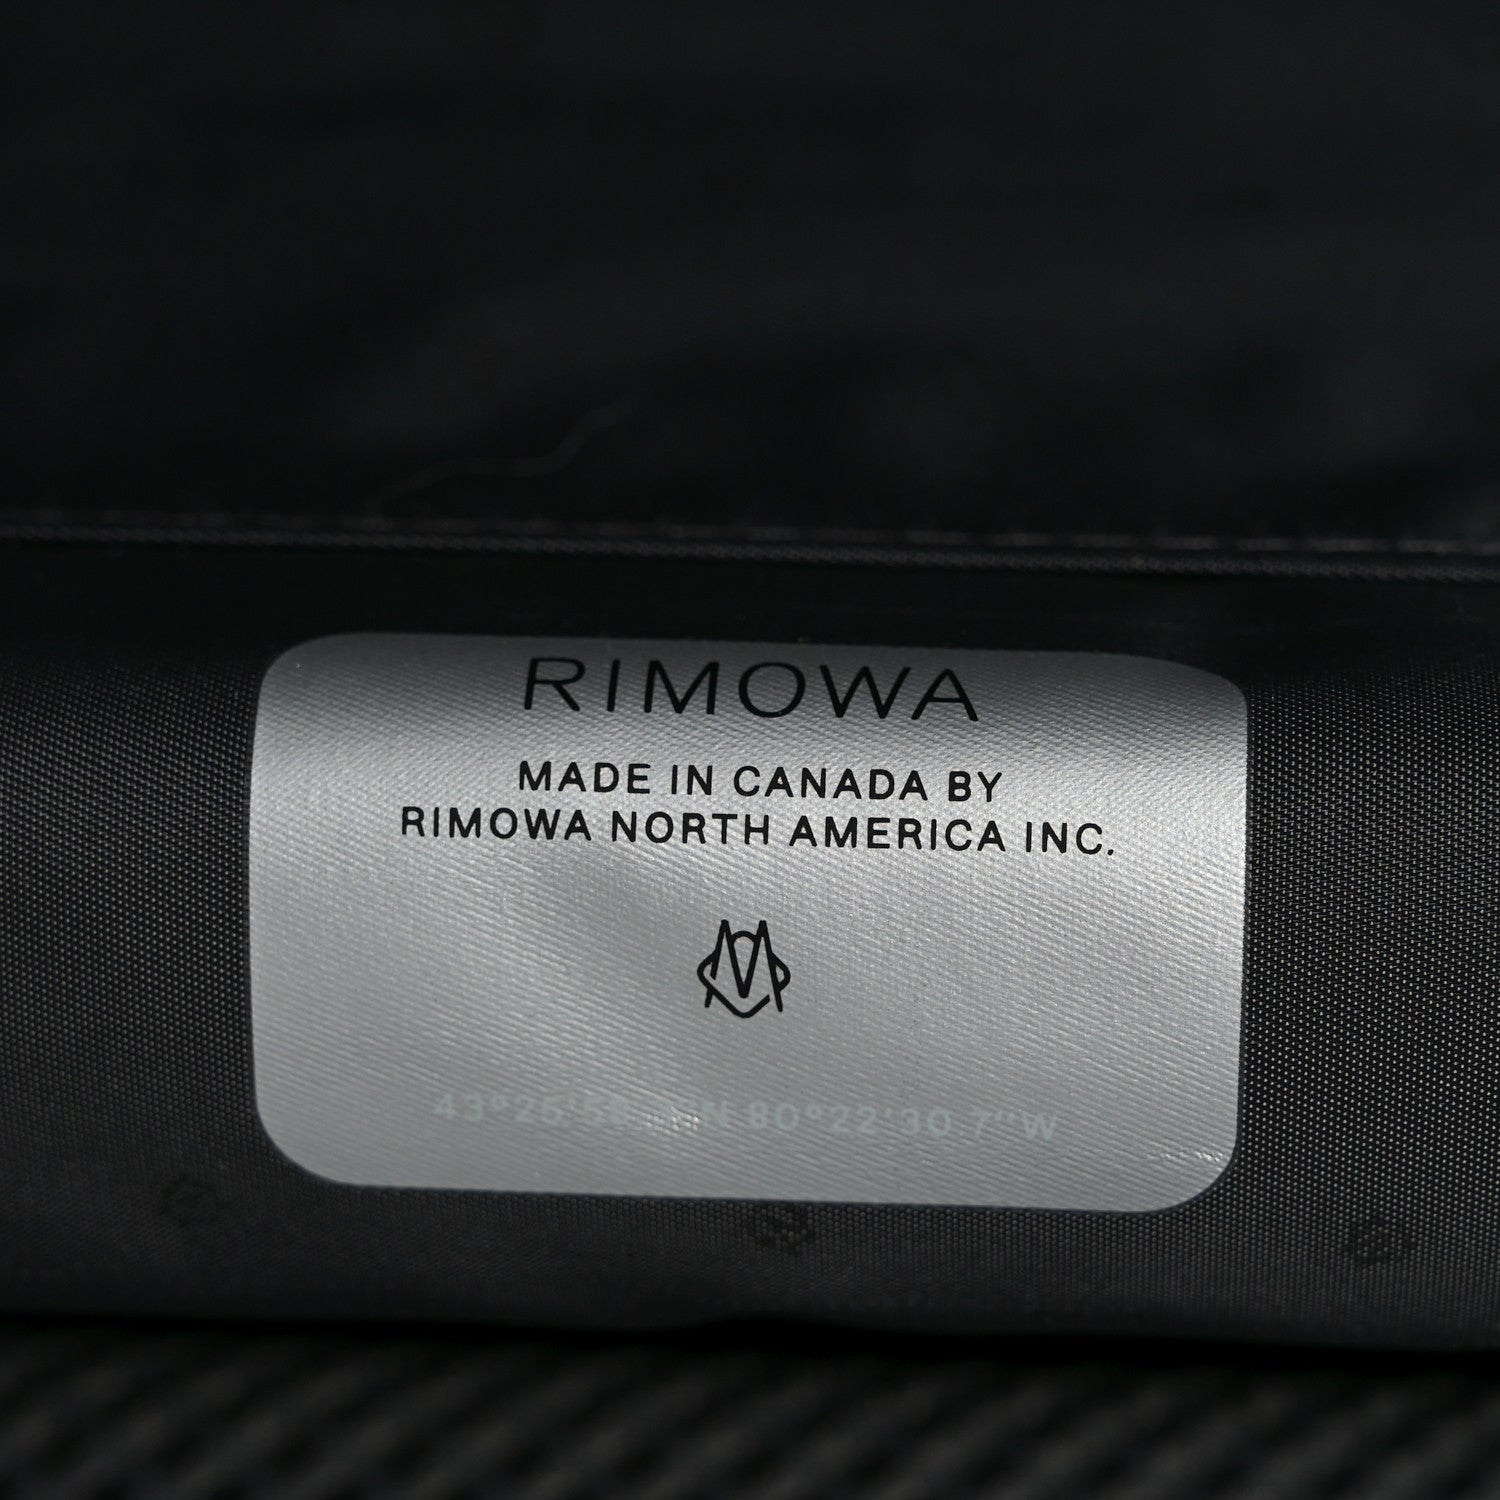 RIMOWA
MADE IN CANADA BY
RIMOWA NORTH AMERICA INC.
80°22'30.7"W